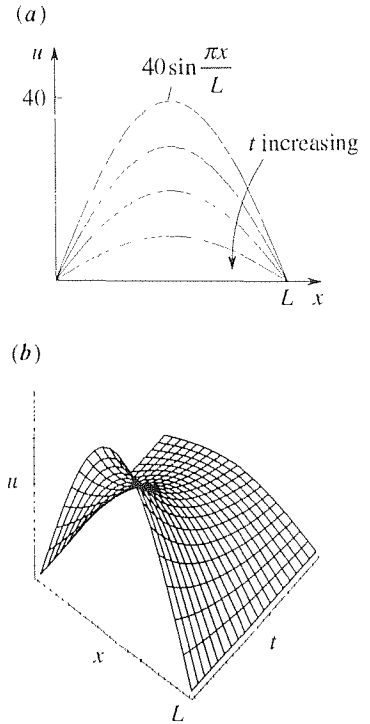 (a)
u
40 sin πx/L
40
t increasing
L x
(b)
u
x
t
L